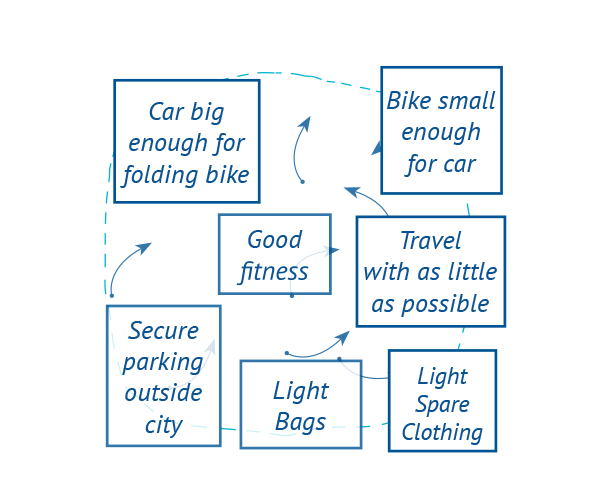 Car big
enough for
folding bike
Bike small
enough
for car
Good
fitness
Travel
with as little
as possible
Secure
parking
outside
city
Light
Bags
Light
Spare
Clothing